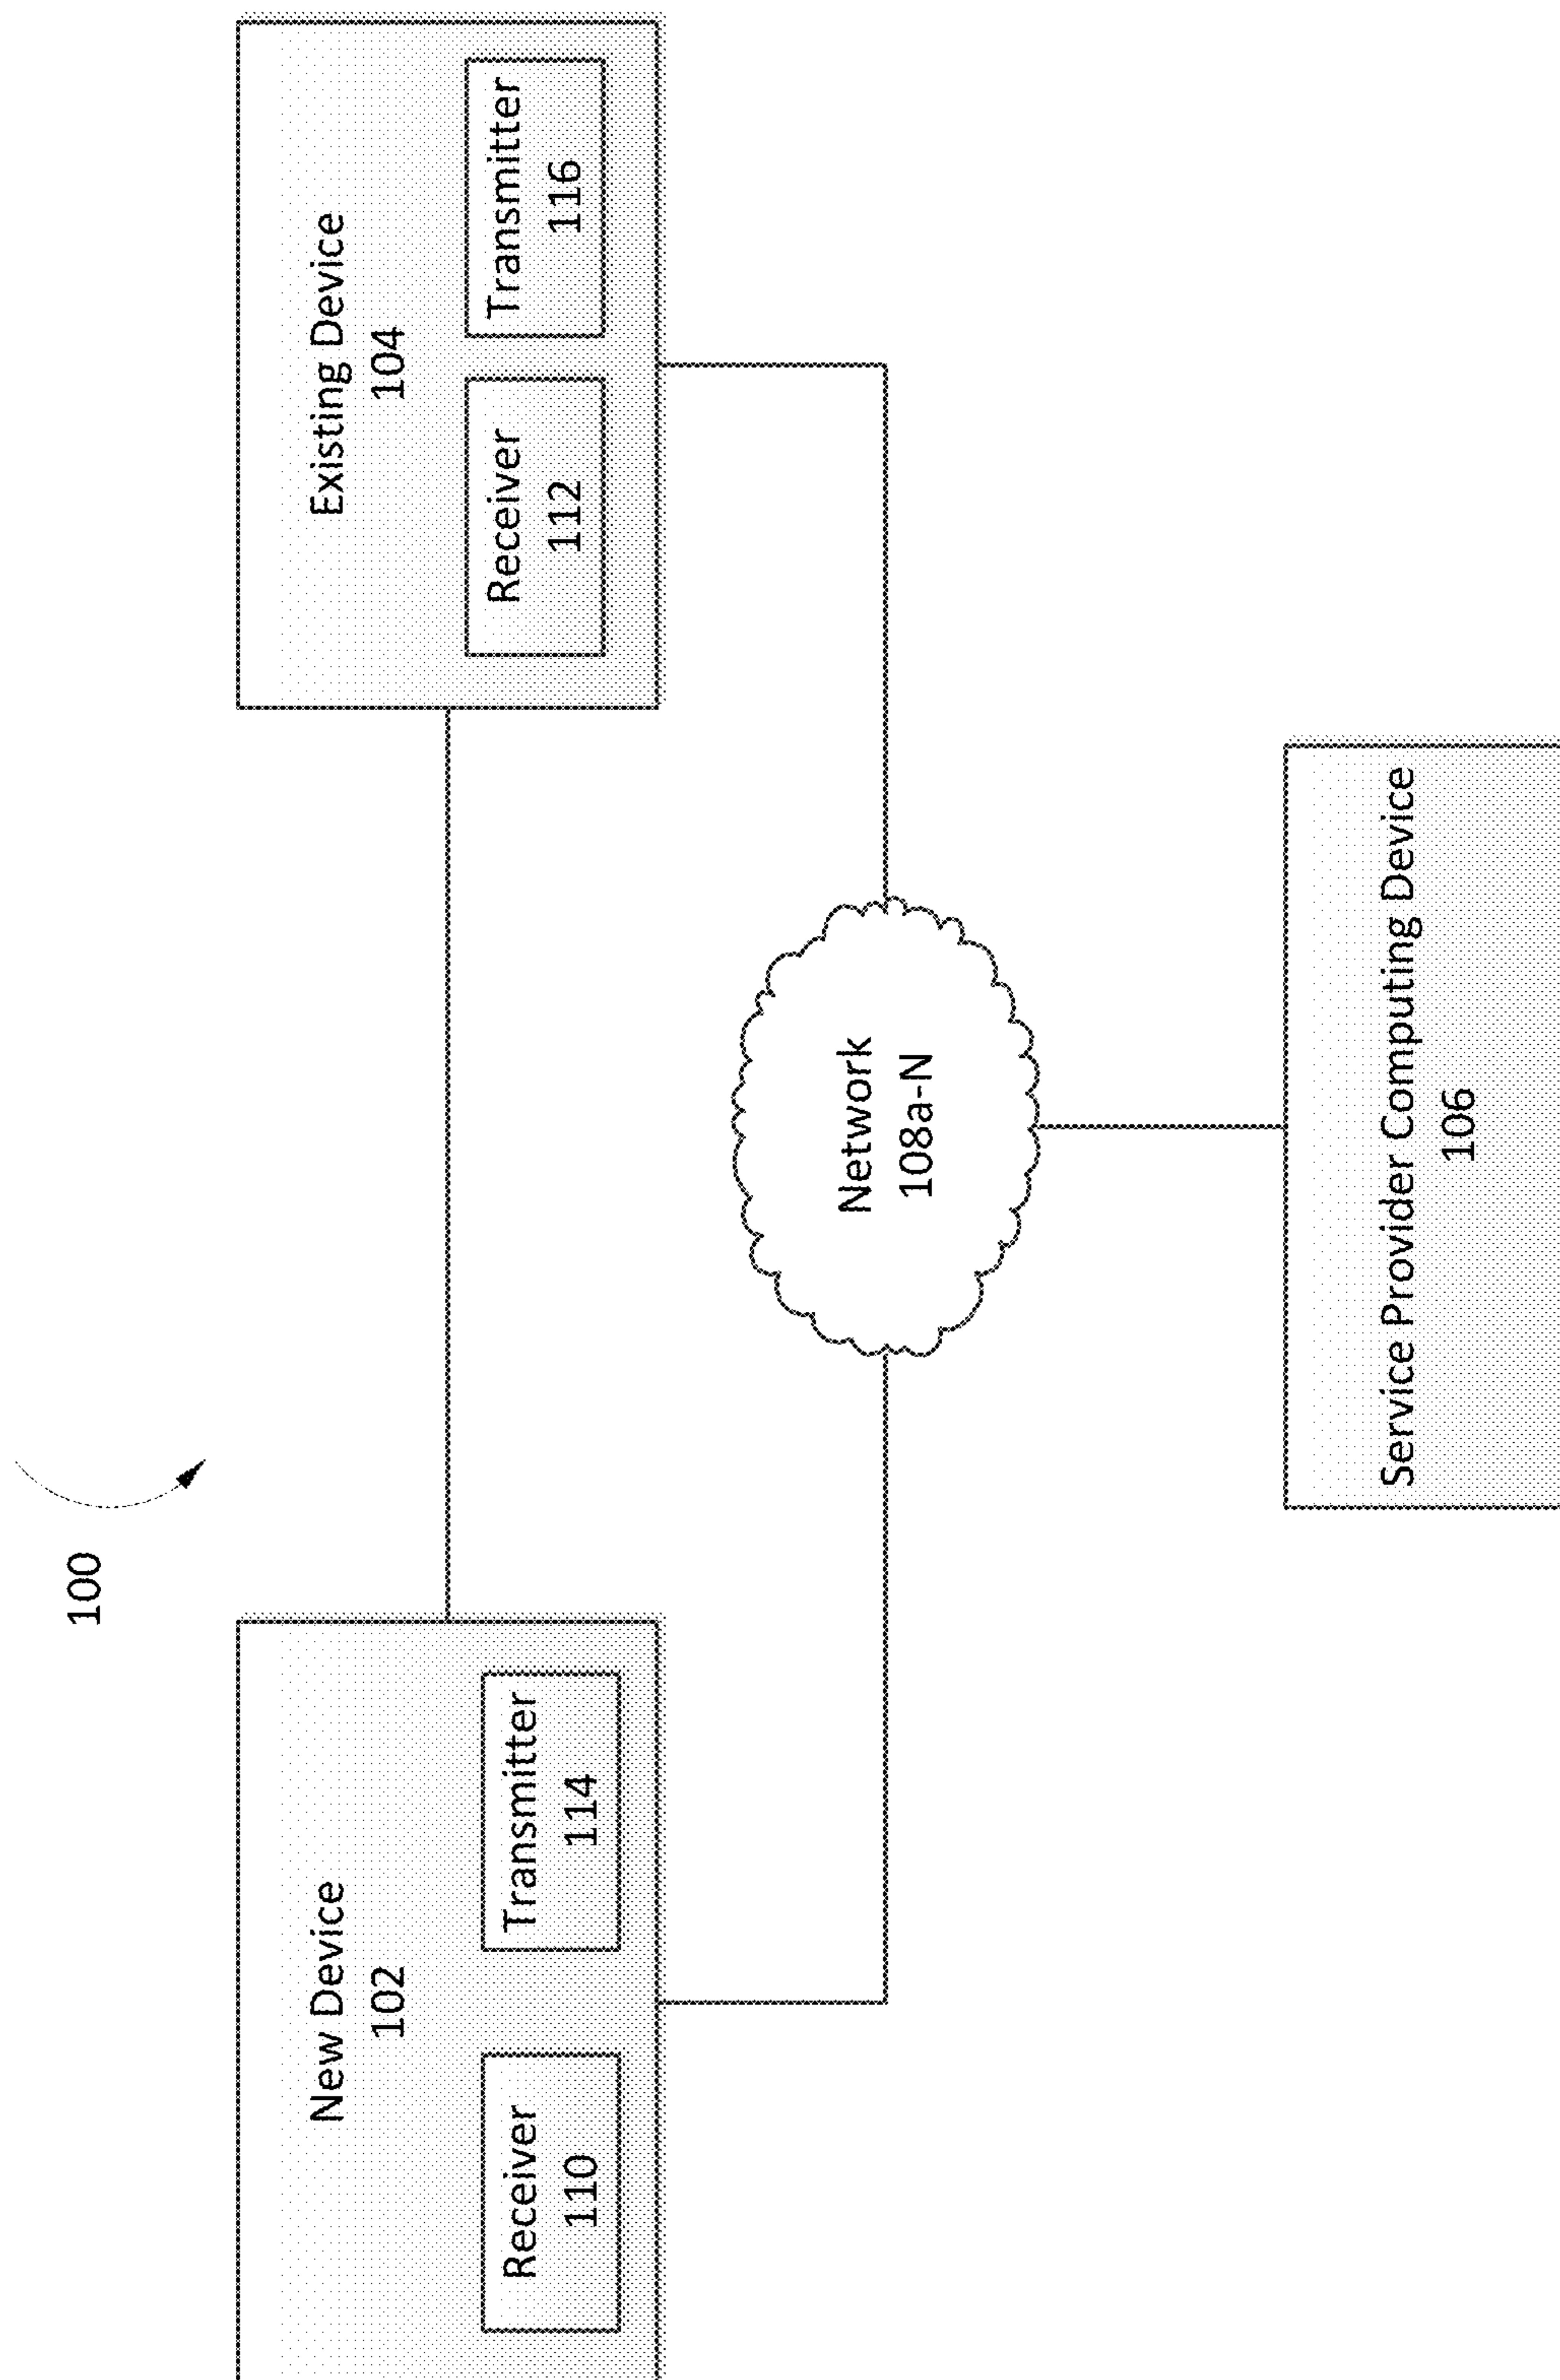 100
New Device
102
Receiver
110
Transmitter
114
Existing Device
104
Receiver
112
Transmitter
116
Network
108a-N
Service Provider Computing Device
106